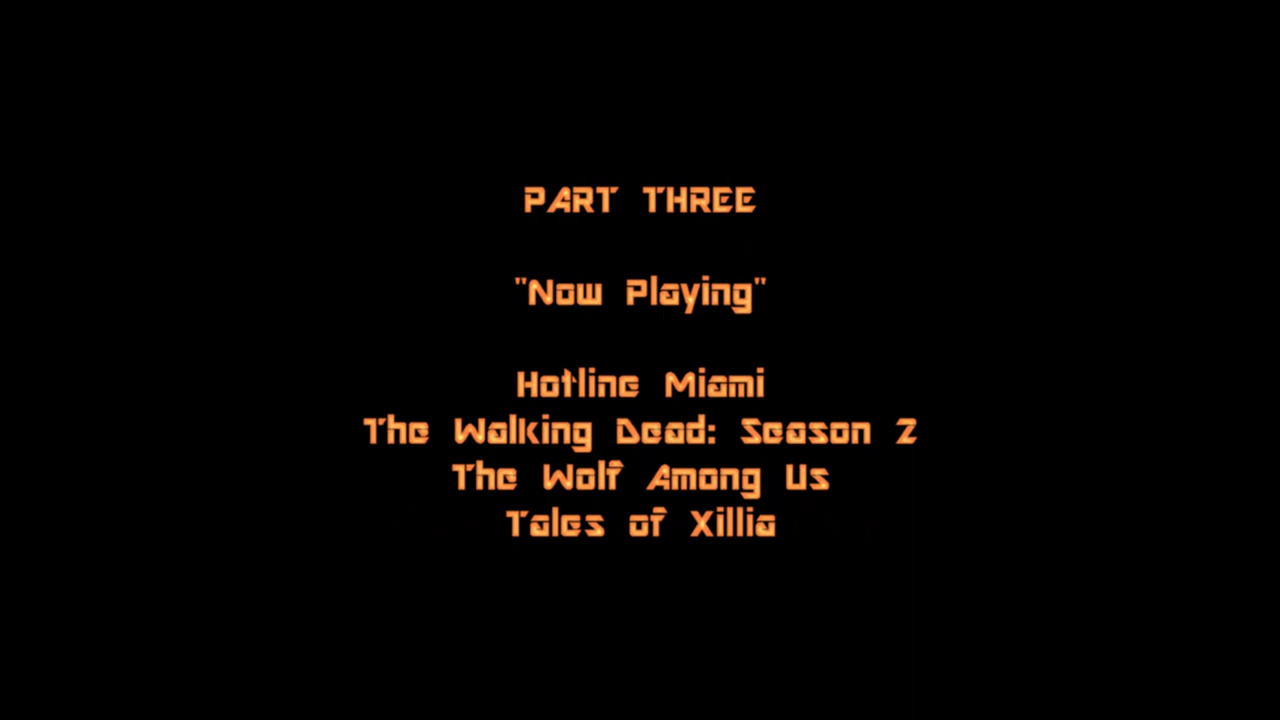 PART THREE
"Now Playing"
Hotline Miami
The Walking Dead: Season 2
The Wolf Among Us
Tales of Xillia